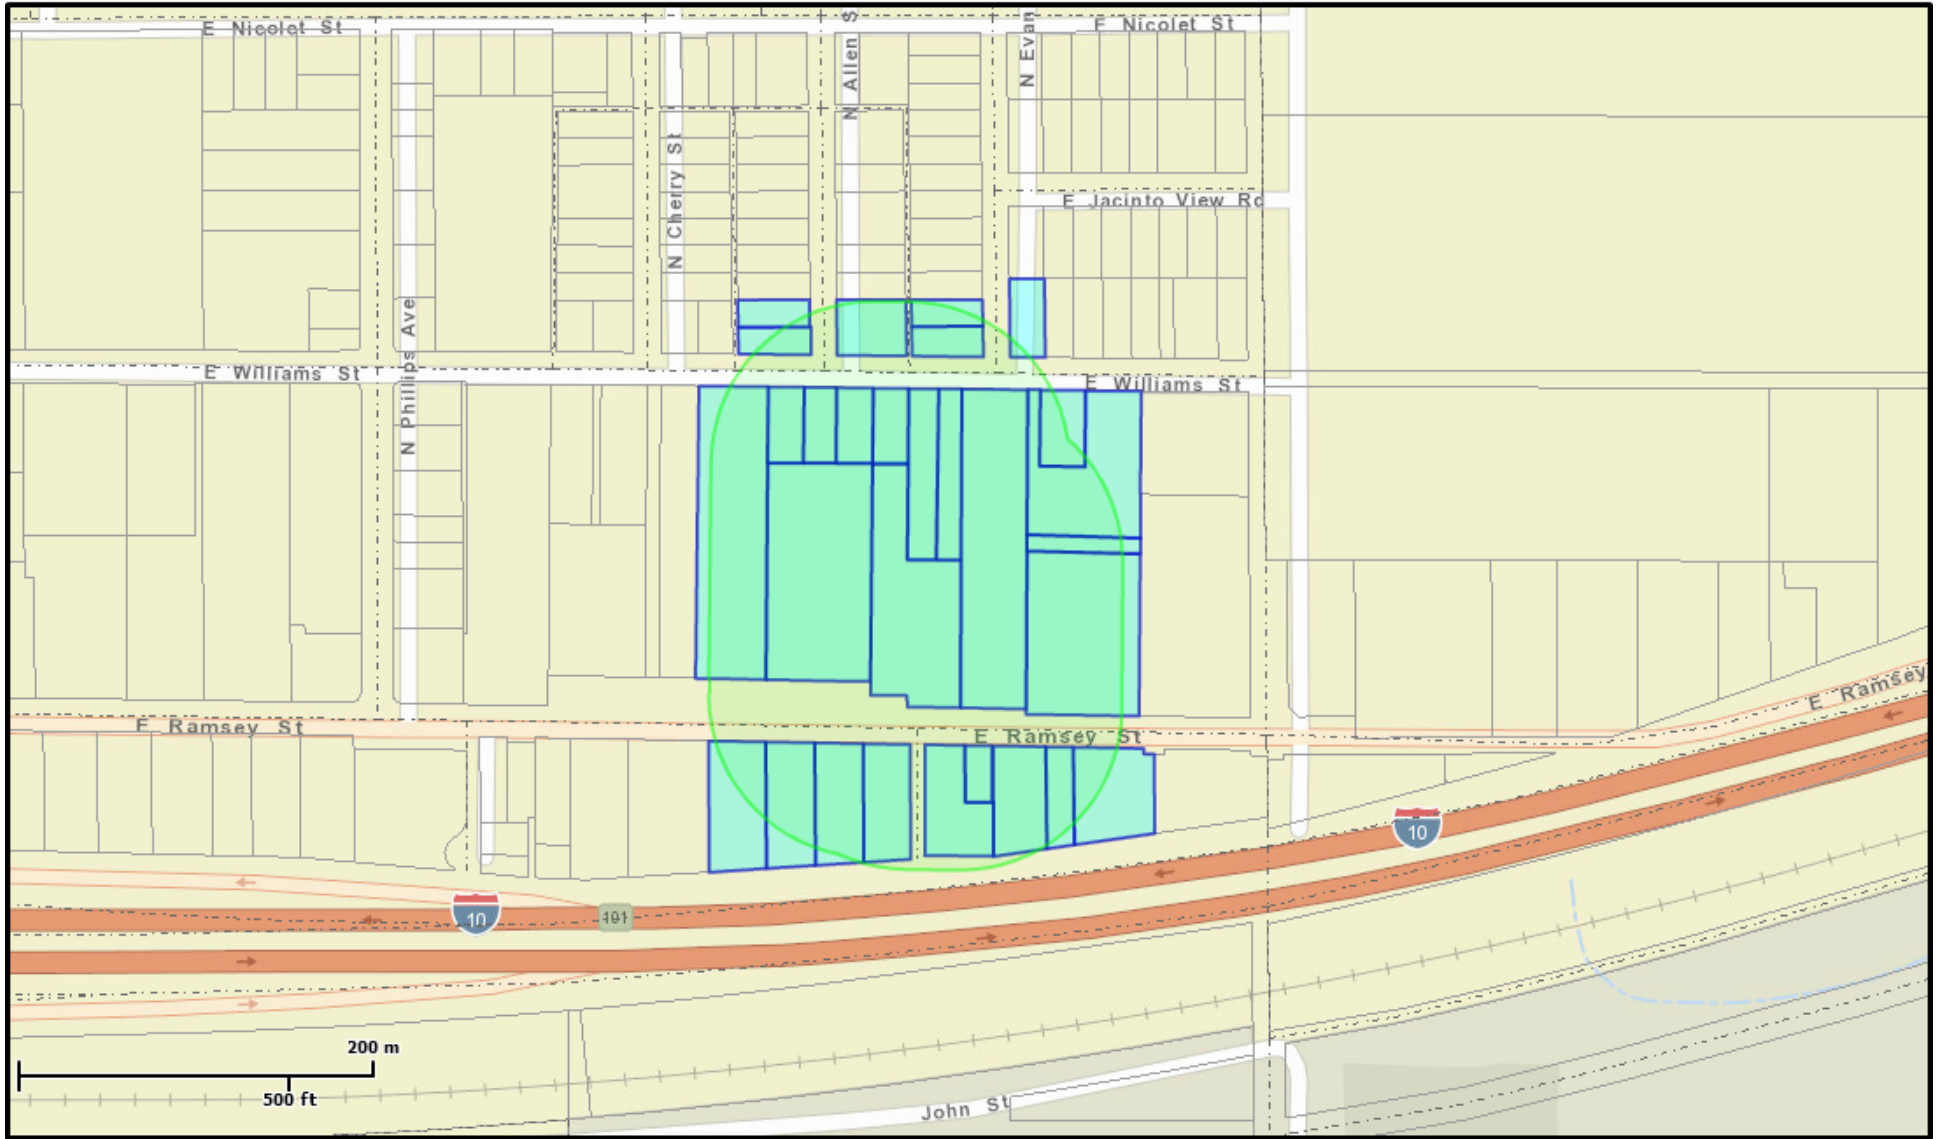 E Nicolet St
E Nicolet St
N Allen S
N Evan
N Cherry St
E Jacinto View Rd
N Phillips Ave
E Williams St
E Williams St
E Ramsey St
E Ramsey St
E Ramsey
10
10
101
200 m
500 ft
John St